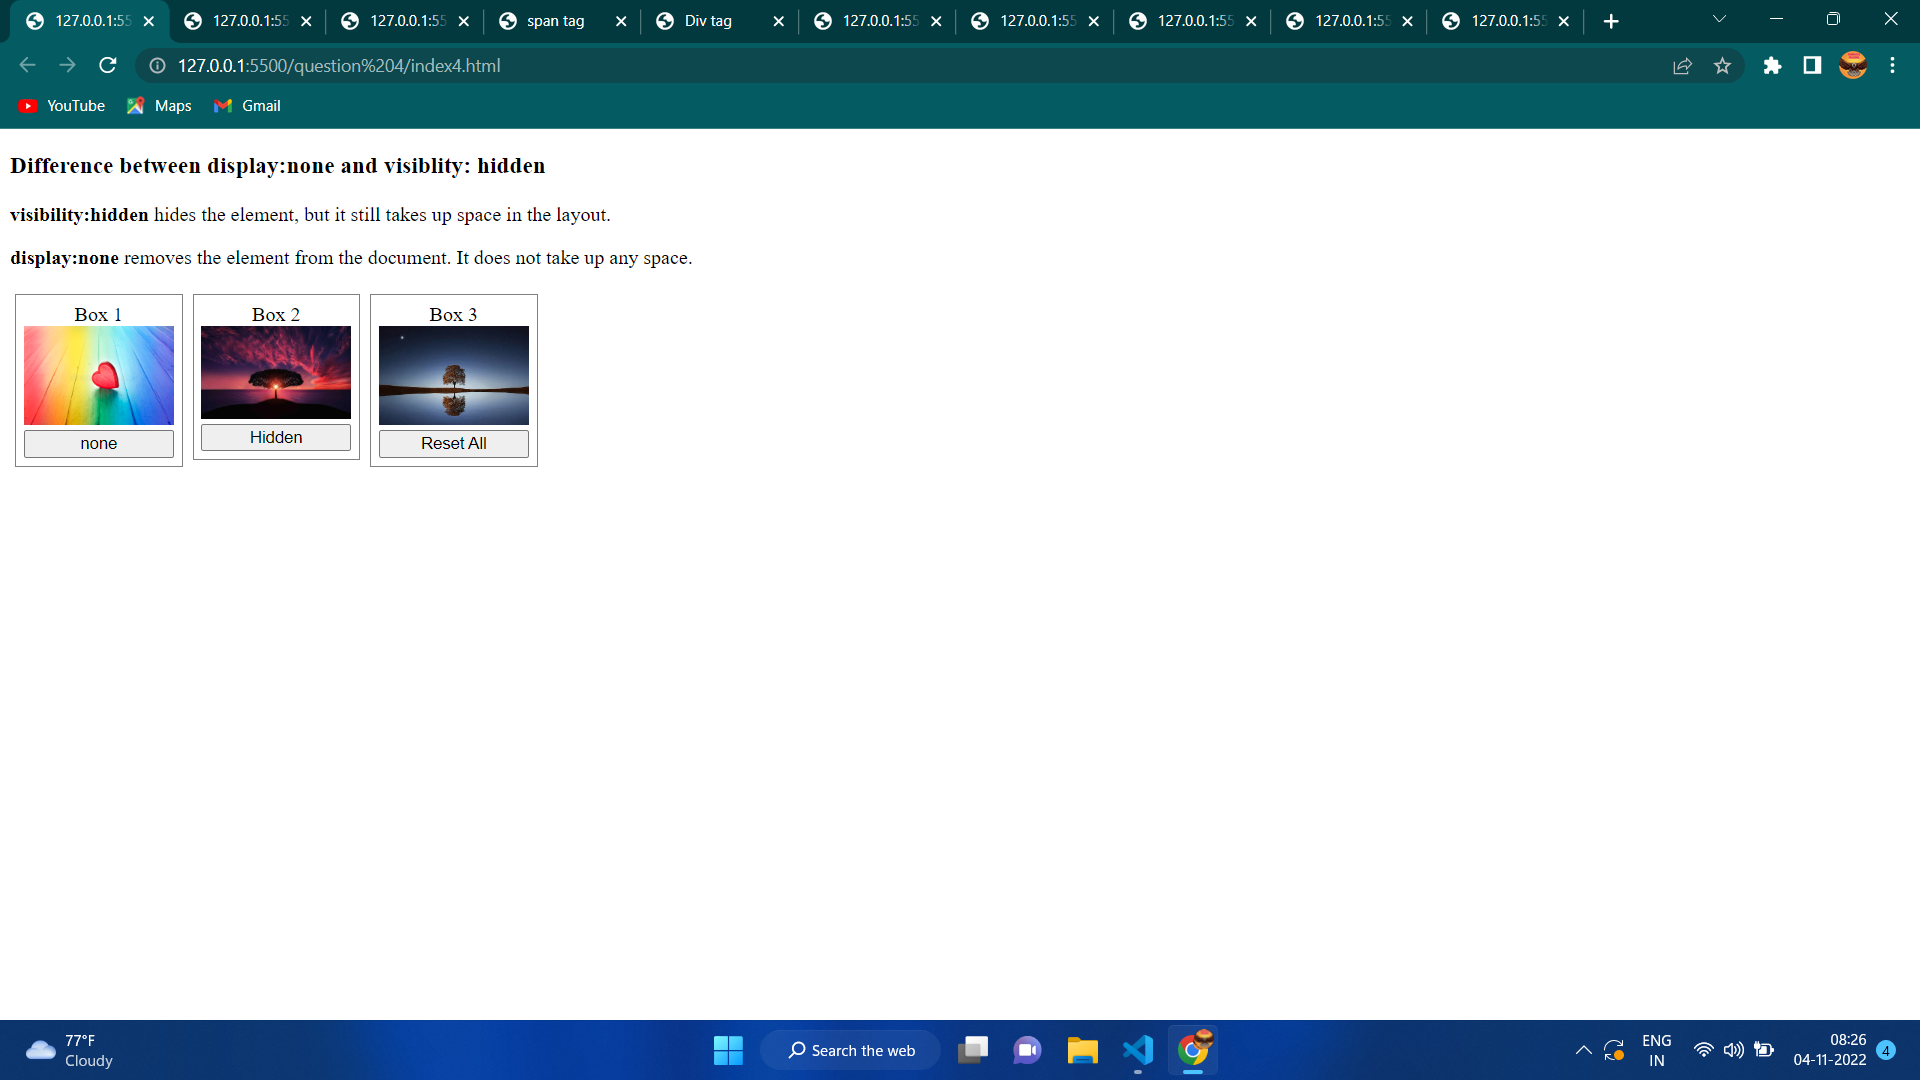 127.0.0.1:55 127.0.0.1:55 127.0.0.1:55 span tag Div tag 127.0.0.1:55 127.0.0.1:55 127.0.0.1:55 127.0.0.1:55 127.0.0.1:55
127.0.0.1:5500/question%204/index4.html
YouTube Maps Gmail
Difference between display:none and visiblity: hidden
visibility:hidden hides the element, but it still takes up space in the layout.
display:none removes the element from the document. It does not take up any space.
Box 1 Box 2 Box 3
none Hidden Reset All
77°F
Cloudy
Search the web
ENG
IN
08:26
04-11-2022
4